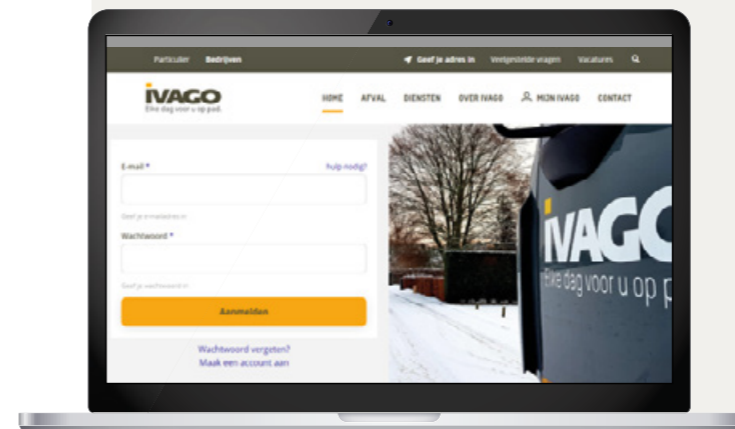 Particulier Bedrijven Geef je adres in Veelgestelde vragen Vacatures
IVAGO
Elke dag voor u op pad.
HOME AFVAL DIENSTEN OVER IVAGO MIJN IVAGO CONTACT
E-mail * hulp nodig?
Geef je e-mailadres in
Wachtwoord *
Geef je wachtwoord in
Aanmelden
Wachtwoord vergeten?
Maak een account aan
IVAGO
Elke dag voor u op p